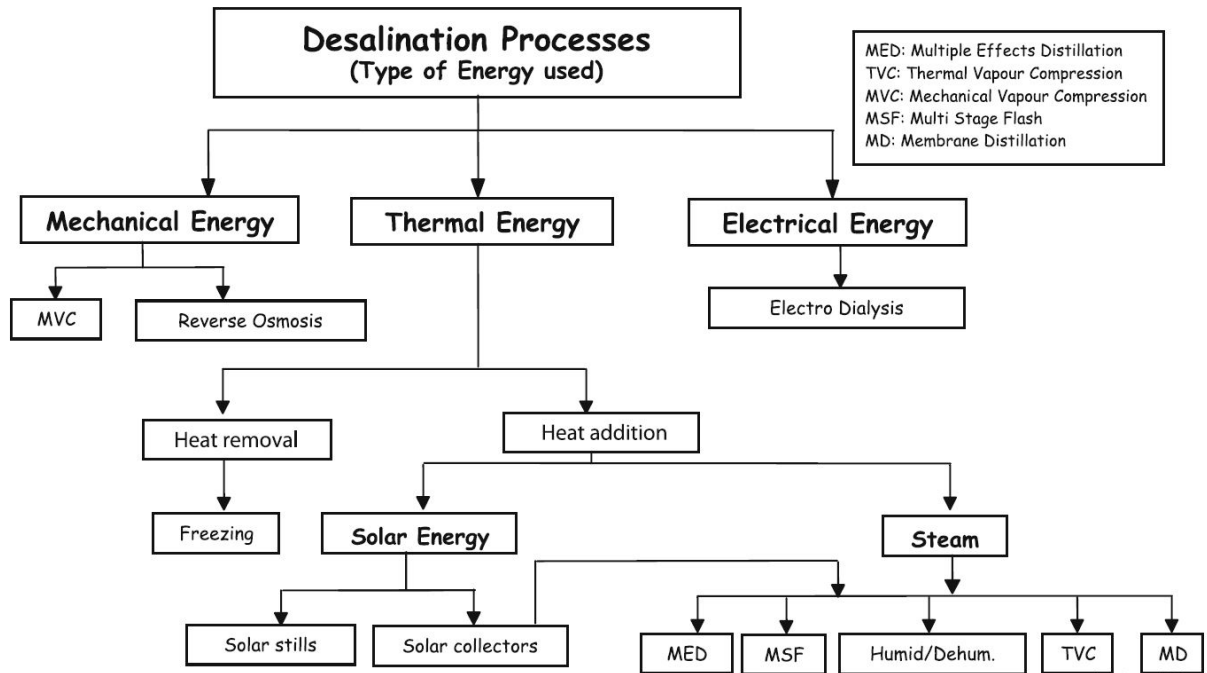 Desalination Processes
(Type of Energy used)
MED: Multiple Effects Distillation
TVC: Thermal Vapour Compression
MVC: Mechanical Vapour Compression
MSF: Multi Stage Flash
MD: Membrane Distillation
Mechanical Energy
Thermal Energy
Electrical Energy
MVC
Reverse Osmosis
Electro Dialysis
Heat removal
Heat addition
Freezing
Solar Energy
Steam
Solar stills
Solar collectors
MED
MSF
Humid/Dehum.
TVC
MD